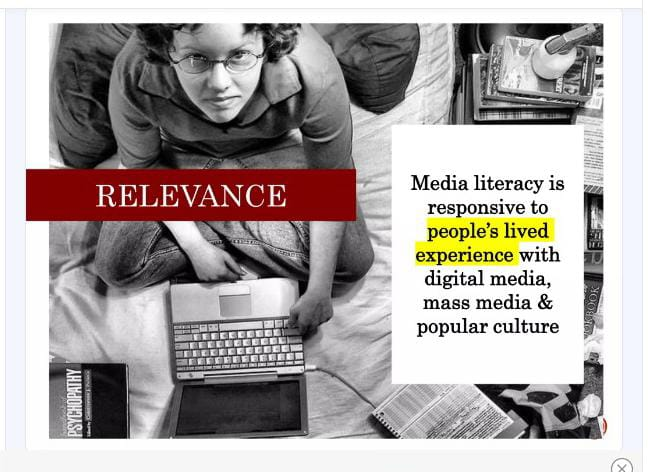 RELEVANCE
Media literacy is
responsive to
people's lived
experience with
digital media,
mass media &
popular culture
PSYCHOPATHY